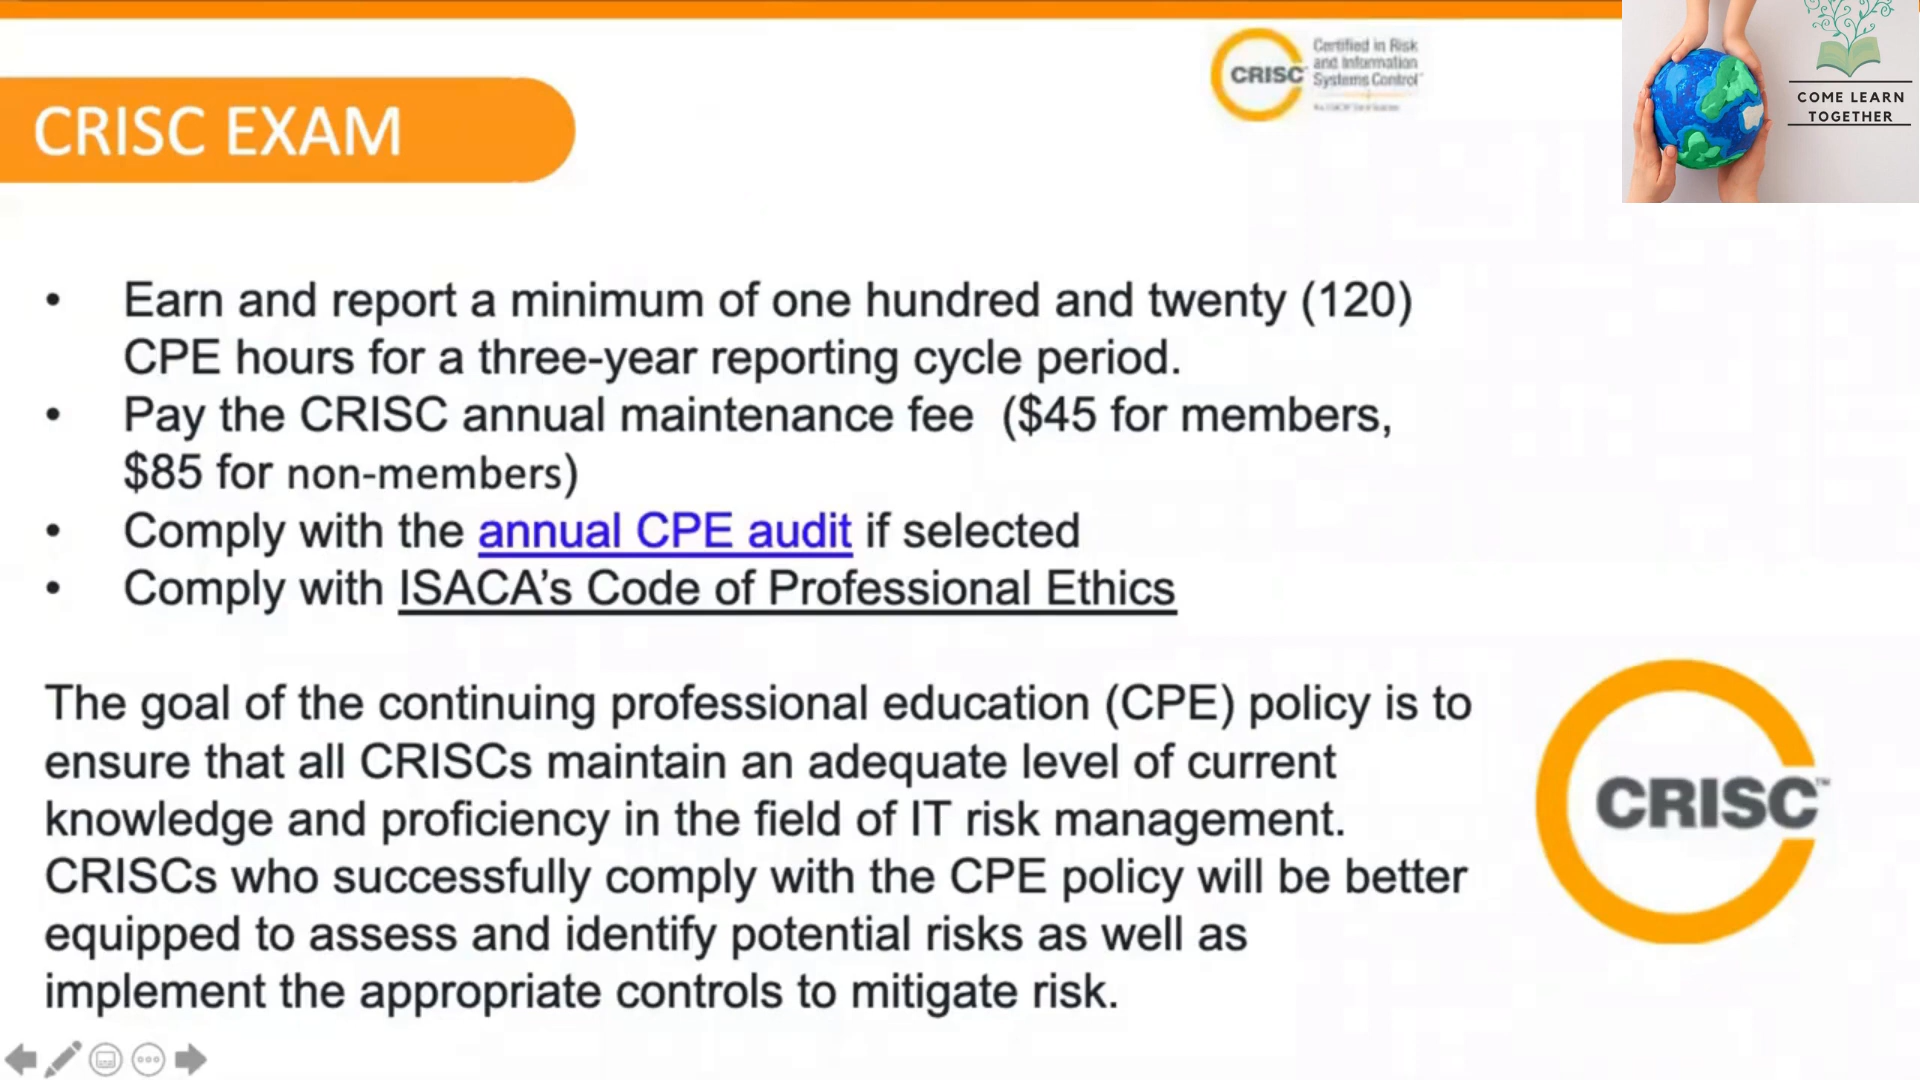 CRISC
Certified in Risk
and Information
Systems Control
COME LEARN
TOGETHER
CRISC EXAM
• Earn and report a minimum of one hundred and twenty (120)
CPE hours for a three-year reporting cycle period.
• Pay the CRISC annual maintenance fee ($45 for members,
$85 for non-members)
• Comply with the annual CPE audit if selected
• Comply with ISACA’s Code of Professional Ethics
The goal of the continuing professional education (CPE) policy is to
ensure that all CRISCs maintain an adequate level of current
knowledge and proficiency in the field of IT risk management.
CRISCs who successfully comply with the CPE policy will be better
equipped to assess and identify potential risks as well as
implement the appropriate controls to mitigate risk.
CRISC™